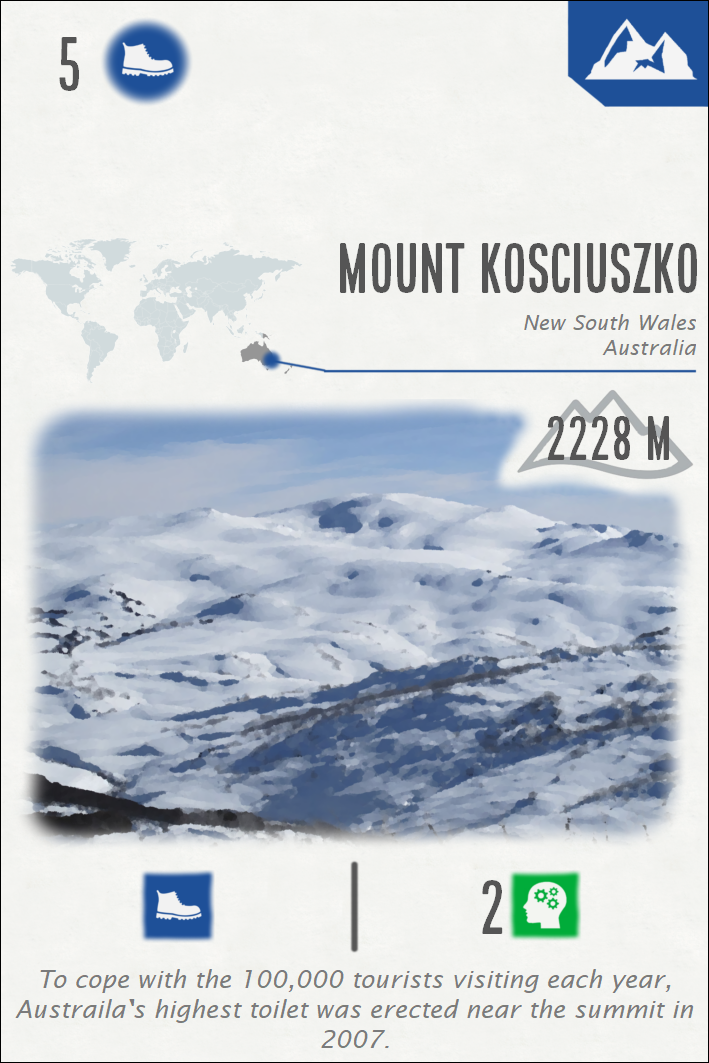 5
MOUNT KOSCIUSZKO
New South Wales
Australia
2228 M
2
To cope with the 100,000 tourists visiting each year,
Austraila's highest toilet was erected near the summit in
2007.